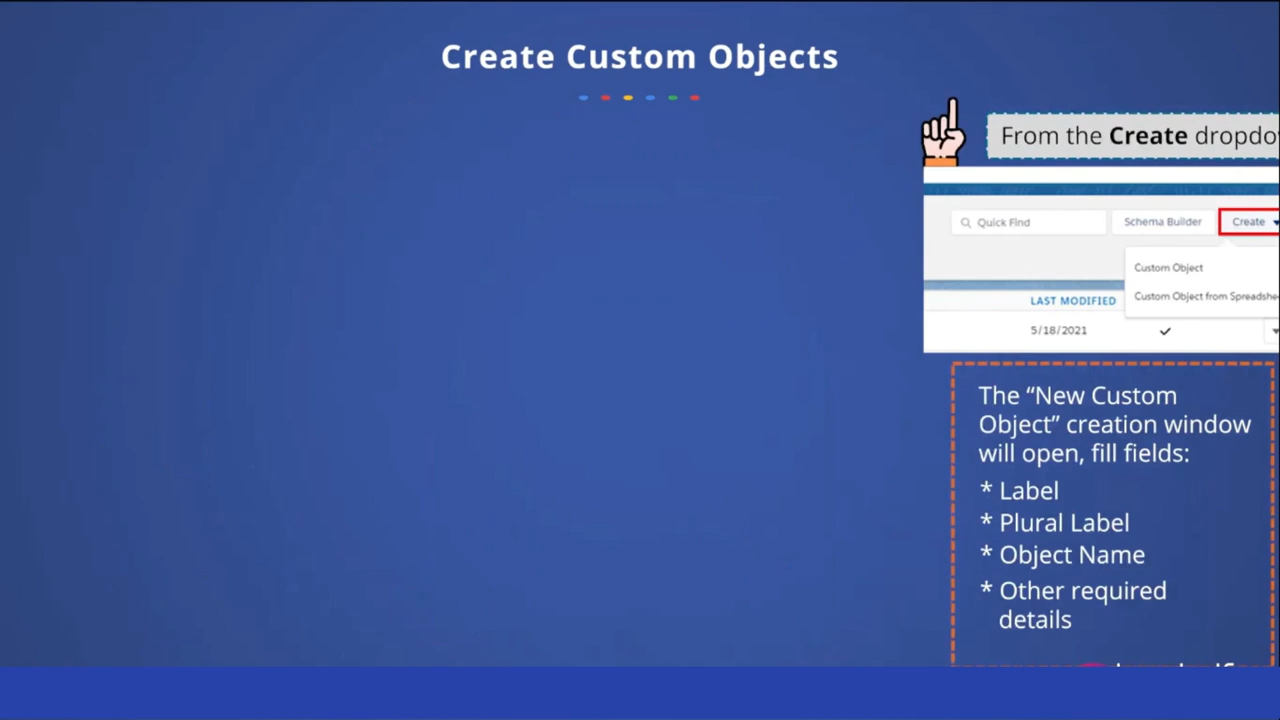 Create Custom Objects
From the Create
Quick Find
Schema Builder
Create
Custom Object
Custom Object from
LAST MODIFIED
5/18/2021
The “New Custom
Object” creation window
will open, fill fields:
* Label
* Plural Label
* Object Name
* Other required
details